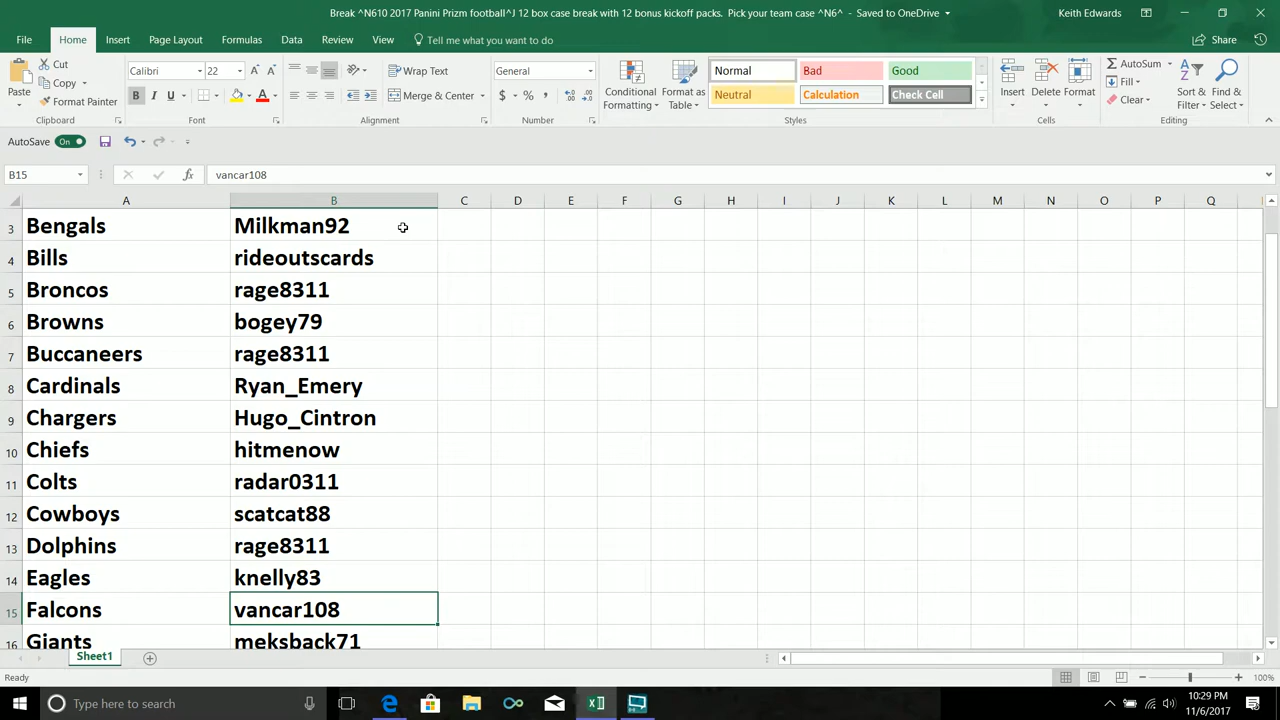 Break ^N610 2017 Panini Prizm football^J 12 box case break with 12 bonus kickoff packs. Pick your team case ^N6^ - Saved to OneDrive
Keith Edwards
File Home Insert Page Layout Formulas Data Review View Tell me what you want to do Share
Paste
Cut
Copy
Format Painter
Clipboard
Calibri 22
B I U
Font
Wrap Text
Merge & Center
Alignment
General
$ % ,
Number
Conditional Formatting
Format as Table
Normal Bad Good
Neutral Calculation Check Cell
Styles
Insert Delete Format
Cells
AutoSum
Fill
Clear
Sort & Filter
Find & Select
Editing
AutoSave On
B15 fx vancar108
A B C D E F G H I J K L M N O P Q
3 Bengals Milkman92
4 Bills rideoutscards
5 Broncos rage8311
6 Browns bogey79
7 Buccaneers rage8311
8 Cardinals Ryan_Emery
9 Chargers Hugo_Cintron
10 Chiefs hitmenow
11 Colts radar0311
12 Cowboys scatcat88
13 Dolphins rage8311
14 Eagles knelly83
15 Falcons vancar108
16 Giants meksback71
Sheet1
Ready
100%
Type here to search
10:29 PM
11/6/2017